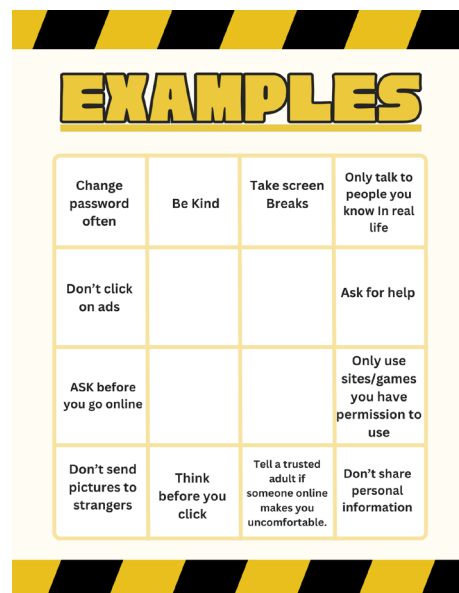 EXAMPLES
Change
password
often
Be Kind
Take screen
Breaks
Only talk to
people you
know In real
life
Don't click
on ads
Ask for help
ASK before
you go online
Only use
sites/games
you have
permission to
use
Don't send
pictures to
strangers
Think
before you
click
Tell a trusted
adult if
someone online
makes you
uncomfortable.
Don't share
personal
information